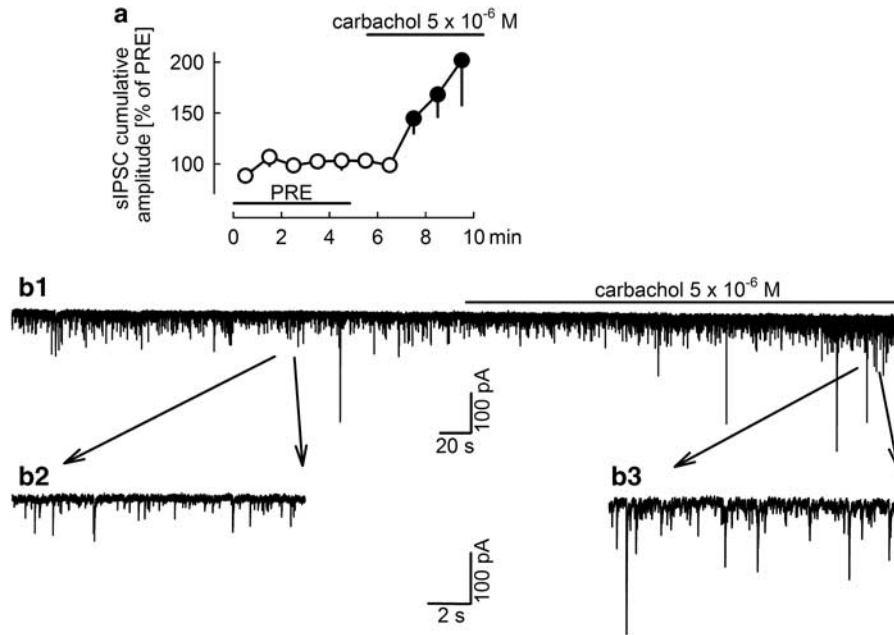 a
carbachol 5 x 10⁻⁶ M
sIPSC cumulative
amplitude [% of PRE]
200
150
100
PRE
0 2 4 6 8 10 min
b1
carbachol 5 x 10⁻⁶ M
100 pA
20 s
b2
b3
100 pA
2 s